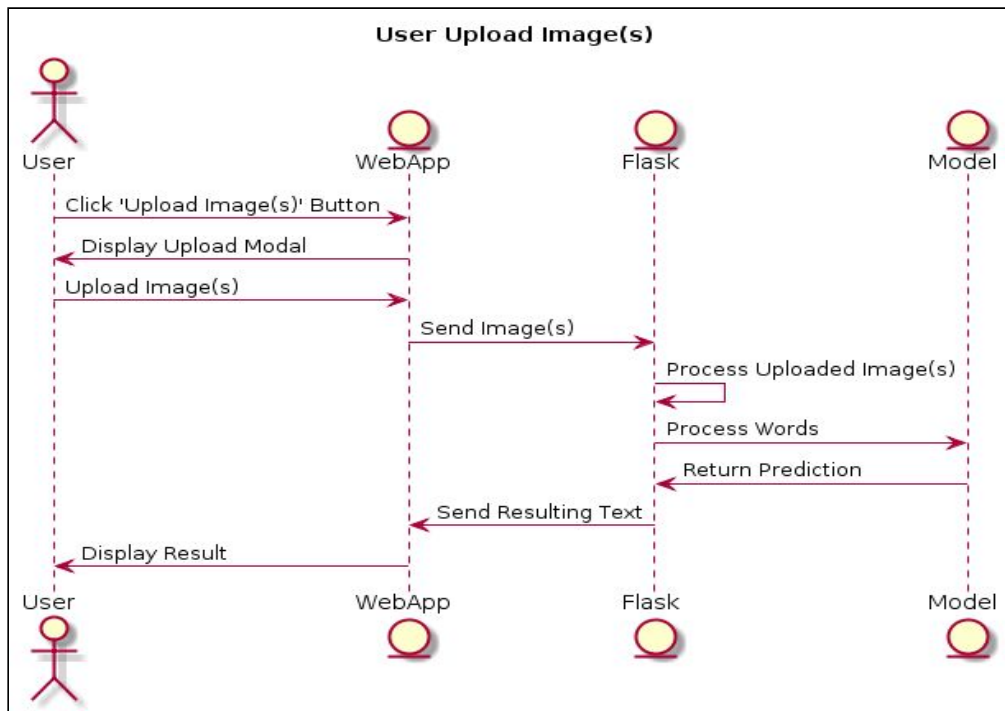 User Upload Image(s)
User WebApp Flask Model
Click 'Upload Image(s)' Button
Display Upload Modal
Upload Image(s)
Send Image(s)
Process Uploaded Image(s)
Process Words
Return Prediction
Send Resulting Text
Display Result
User WebApp Flask Model